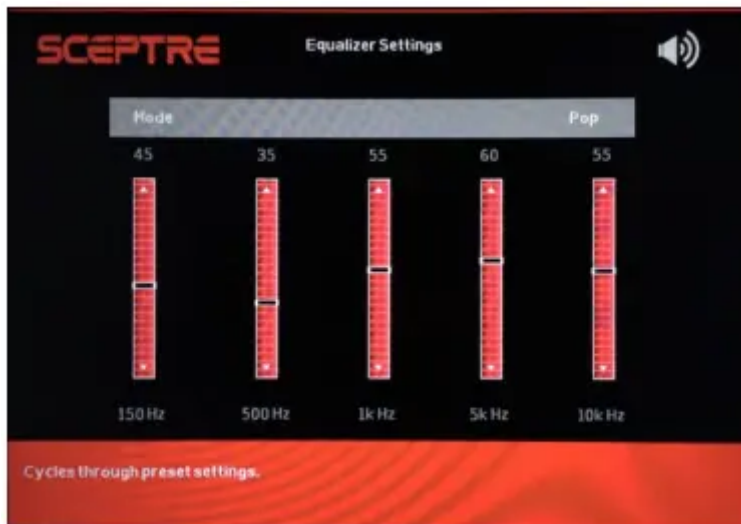 SCEPTRE
Equalizer Settings
Mode Pop
45 35 55 60 55
150 Hz 500 Hz 1k Hz 5k Hz 10k Hz
Cycles through preset settings.